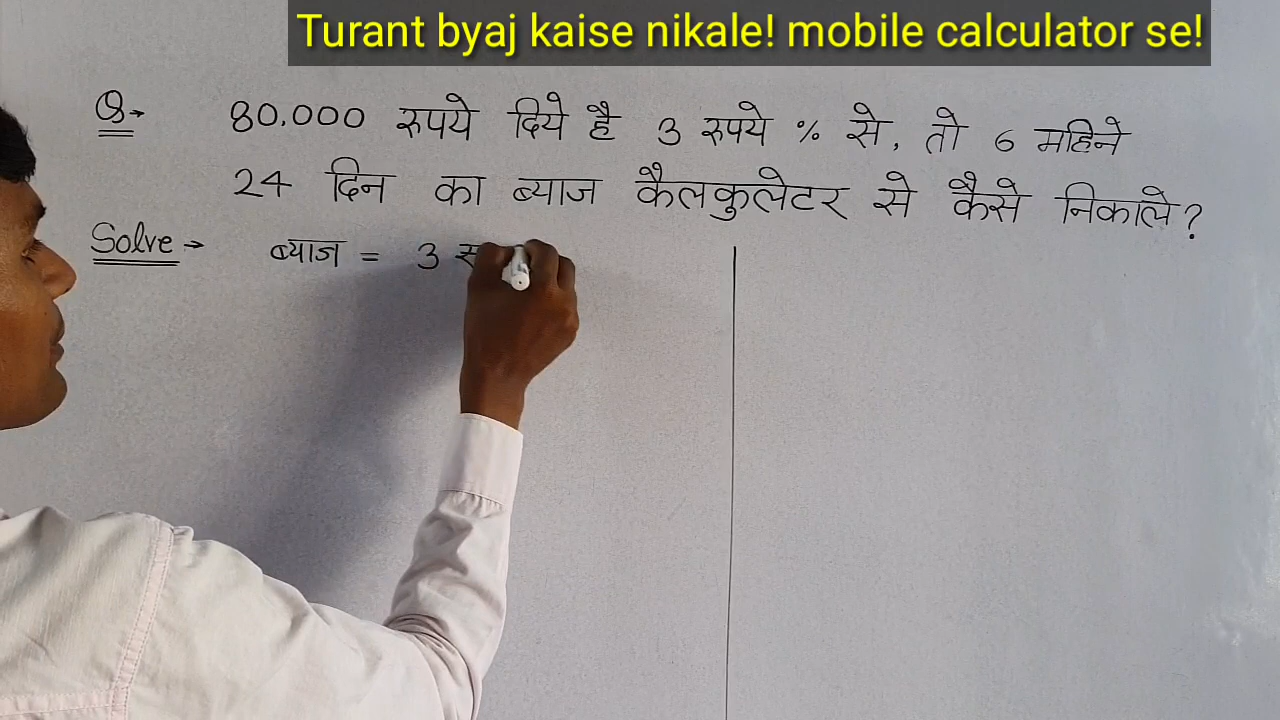 Turant byaj kaise nikale! mobile calculator se!
Q→ 80,000 रुपये दिये है 3 रुपये % से, तो 6 महिने
24 दिन का ब्याज कैलकुलेटर से कैसे निकाले?
Solve → ब्याज = 3